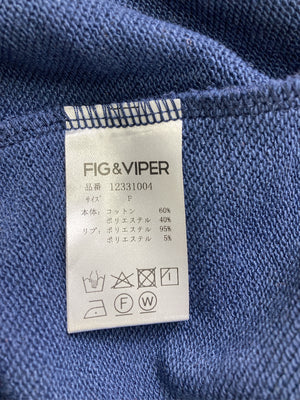 FIG&VIPER
品番 12331004
サイズ F
本体: コットン 60%
ポリエステル 40%
リブ: ポリエステル 95%
ポリエステル 5%
F W